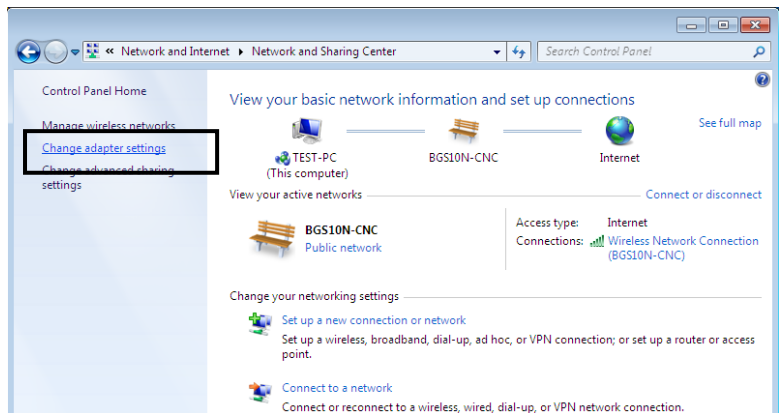 « Network and Internet ▸ Network and Sharing Center
Search Control Panel
Control Panel Home
Manage wireless networks
Change adapter settings
Change advanced sharing
settings
View your basic network information and set up connections
See full map
TEST-PC
(This computer)
BGS10N-CNC
Internet
View your active networks
Connect or disconnect
BGS10N-CNC
Public network
Access type: Internet
Connections: Wireless Network Connection
(BGS10N-CNC)
Change your networking settings
Set up a new connection or network
Set up a wireless, broadband, dial-up, ad hoc, or VPN connection; or set up a router or access
point.
Connect to a network
Connect or reconnect to a wireless, wired, dial-up, or VPN network connection.